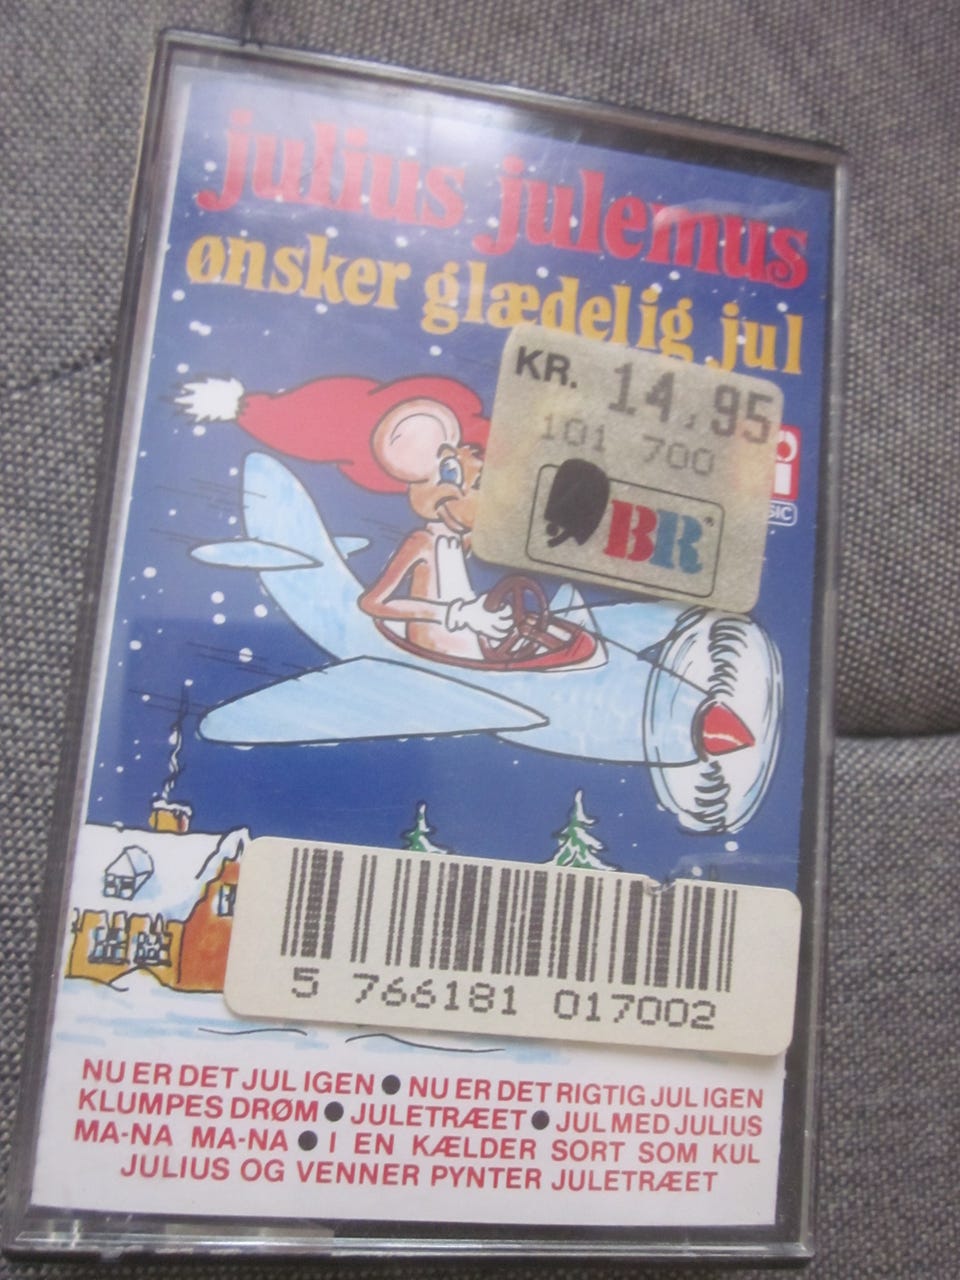 julius julemus
ønsker glædelig jul
KR. 14.95
101 700
BR
5 766181 017002
NU ER DET JUL IGEN ● NU ER DET RIGTIG JUL IGEN
KLUMPES DRØM ● JULETRÆET ● JUL MED JULIUS
MA-NA MA-NA ● I EN KÆLDER SORT SOM KUL
JULIUS OG VENNER PYNTER JULETRÆET